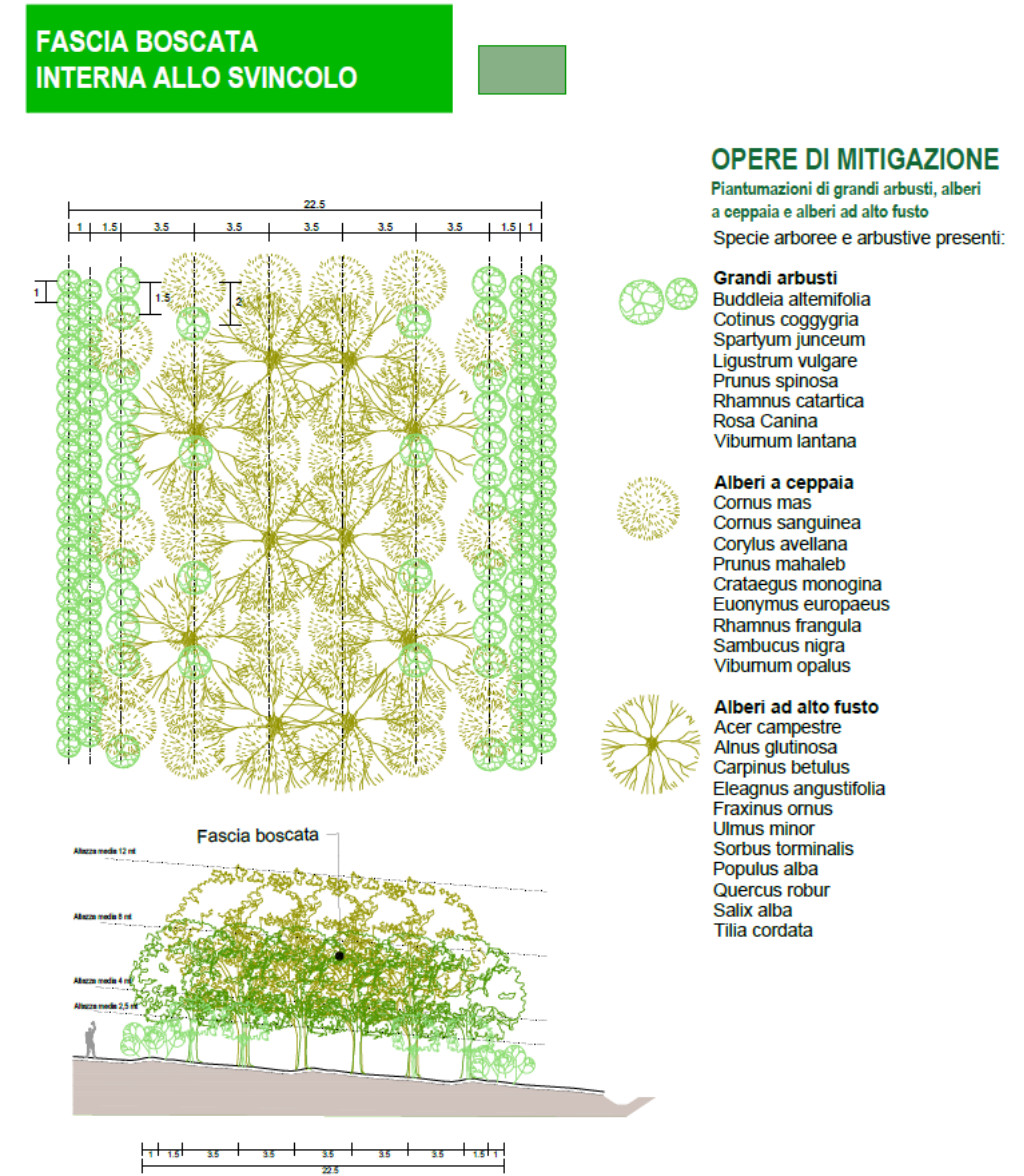 FASCIA BOSCATA
INTERNA ALLO SVINCOLO
OPERE DI MITIGAZIONE
Piantumazioni di grandi arbusti, alberi
a ceppaia e alberi ad alto fusto
Specie arboree e arbustive presenti:
22.5
1 1.5 3.5 3.5 3.5 3.5 3.5 1.5 1
1
1.5
2
Grandi arbusti
Buddleia altemifolia
Cotinus coggygria
Spartyum junceum
Ligustrum vulgare
Prunus spinosa
Rhamnus catartica
Rosa Canina
Viburnum lantana
Alberi a ceppaia
Cornus mas
Cornus sanguinea
Corylus avellana
Prunus mahaleb
Crataegus monogina
Euonymus europaeus
Rhamnus frangula
Sambucus nigra
Viburnum opalus
Alberi ad alto fusto
Acer campestre
Alnus glutinosa
Carpinus betulus
Eleagnus angustifolia
Fraxinus ornus
Ulmus minor
Sorbus torminalis
Populus alba
Quercus robur
Salix alba
Tilia cordata
Fascia boscata
Altezza media 12 mt
Altezza media 8 mt
Altezza media 4 mt
Altezza media 2,5 mt
1 1.5 3.5 3.5 3.5 3.5 3.5 1.5 1
22.5